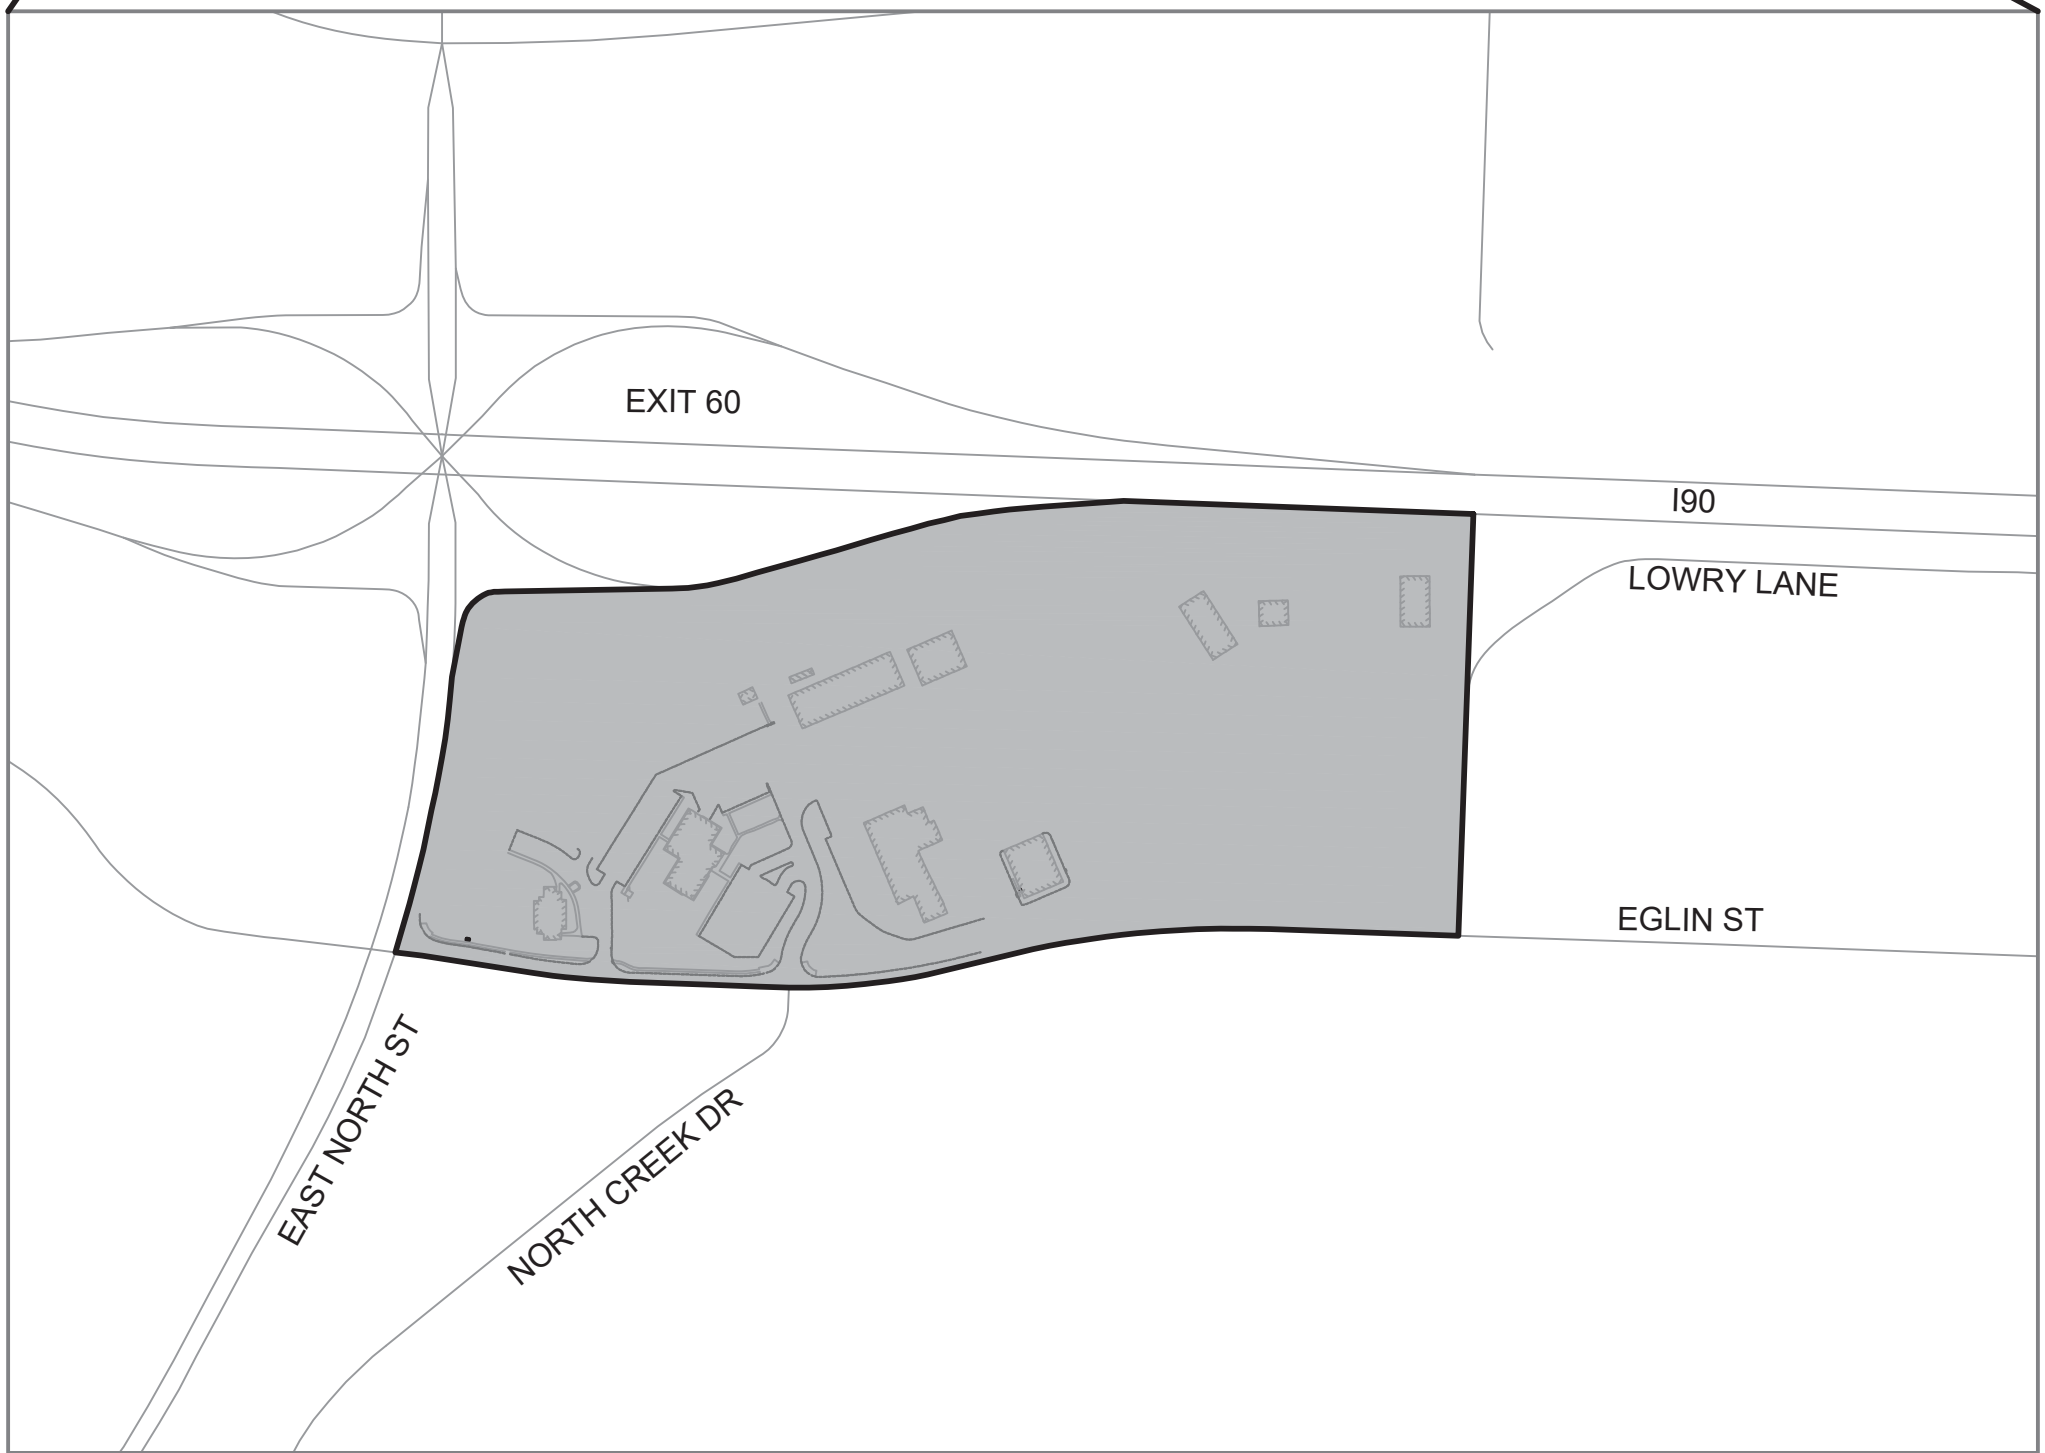 EXIT 60
I90
LOWRY LANE
EGLIN ST
EAST NORTH ST
NORTH CREEK DR